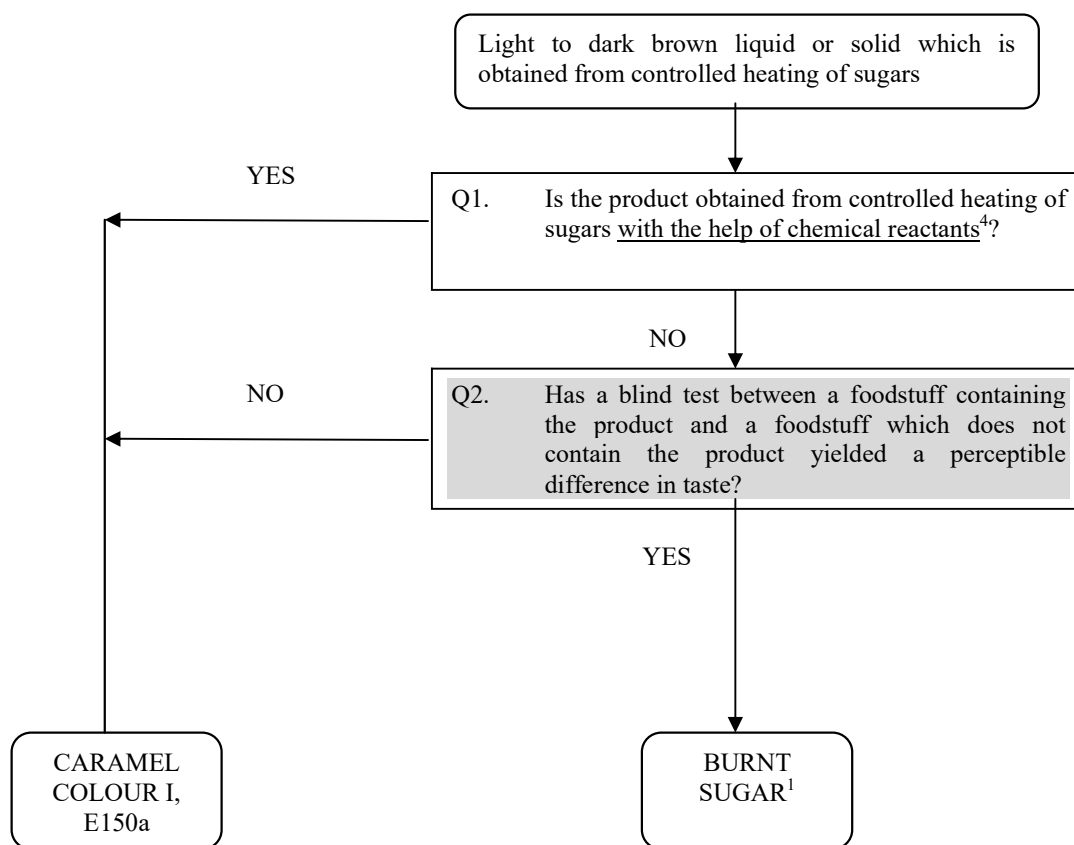 Light to dark brown liquid or solid which is
obtained from controlled heating of sugars
YES
Q1. Is the product obtained from controlled heating of
sugars with the help of chemical reactants⁴?
NO
NO
Q2. Has a blind test between a foodstuff containing
the product and a foodstuff which does not
contain the product yielded a perceptible
difference in taste?
YES
CARAMEL
COLOUR I,
E150a
BURNT
SUGAR¹